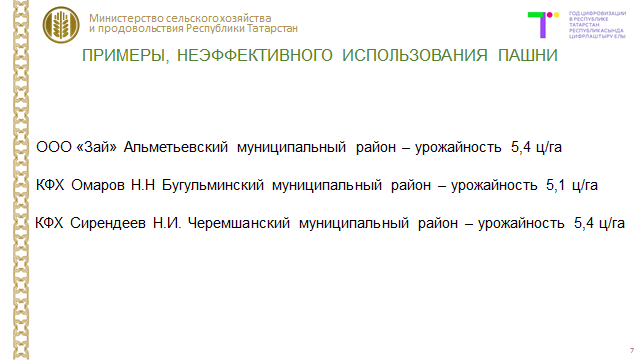 Министерство сельского хозяйства
и продовольствия Республики Татарстан
ГОД ЦИФРОВИЗАЦИИ
В РЕСПУБЛИКЕ
ТАТАРСТАН
РЕСПУБЛИКАСЫНДА
ЦИФРЛАШТЫРУ ЕЛЫ
ПРИМЕРЫ, НЕЭФФЕКТИВНОГО ИСПОЛЬЗОВАНИЯ ПАШНИ
ООО «Зай» Альметьевский муниципальный район – урожайность 5,4 ц/га
КФХ Омаров Н.Н Бугульминский муниципальный район – урожайность 5,1 ц/га
КФХ Сирендеев Н.И. Черемшанский муниципальный район – урожайность 5,4 ц/га
7